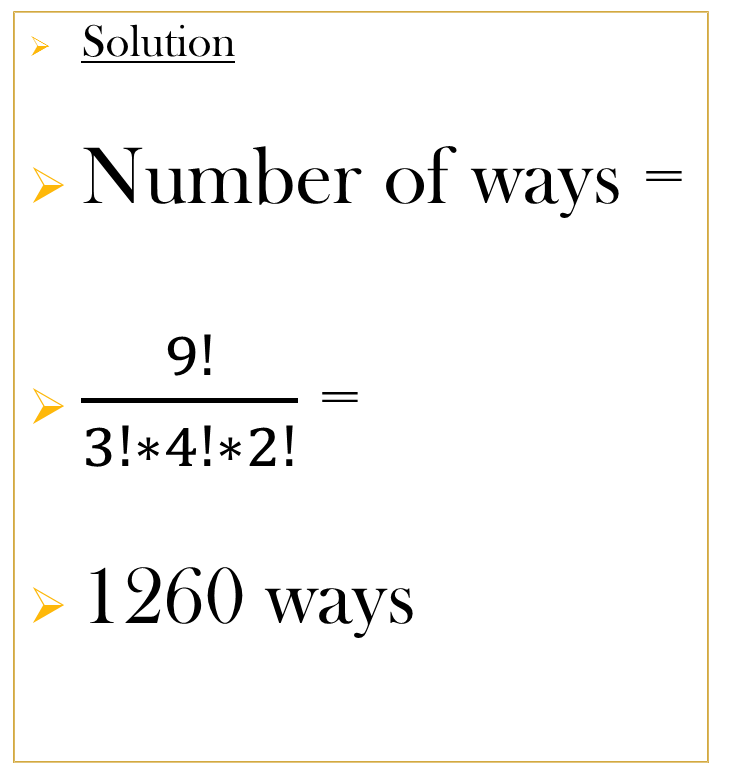 Solution
Number of ways =
9!
3!*4!*2!
=
1260 ways